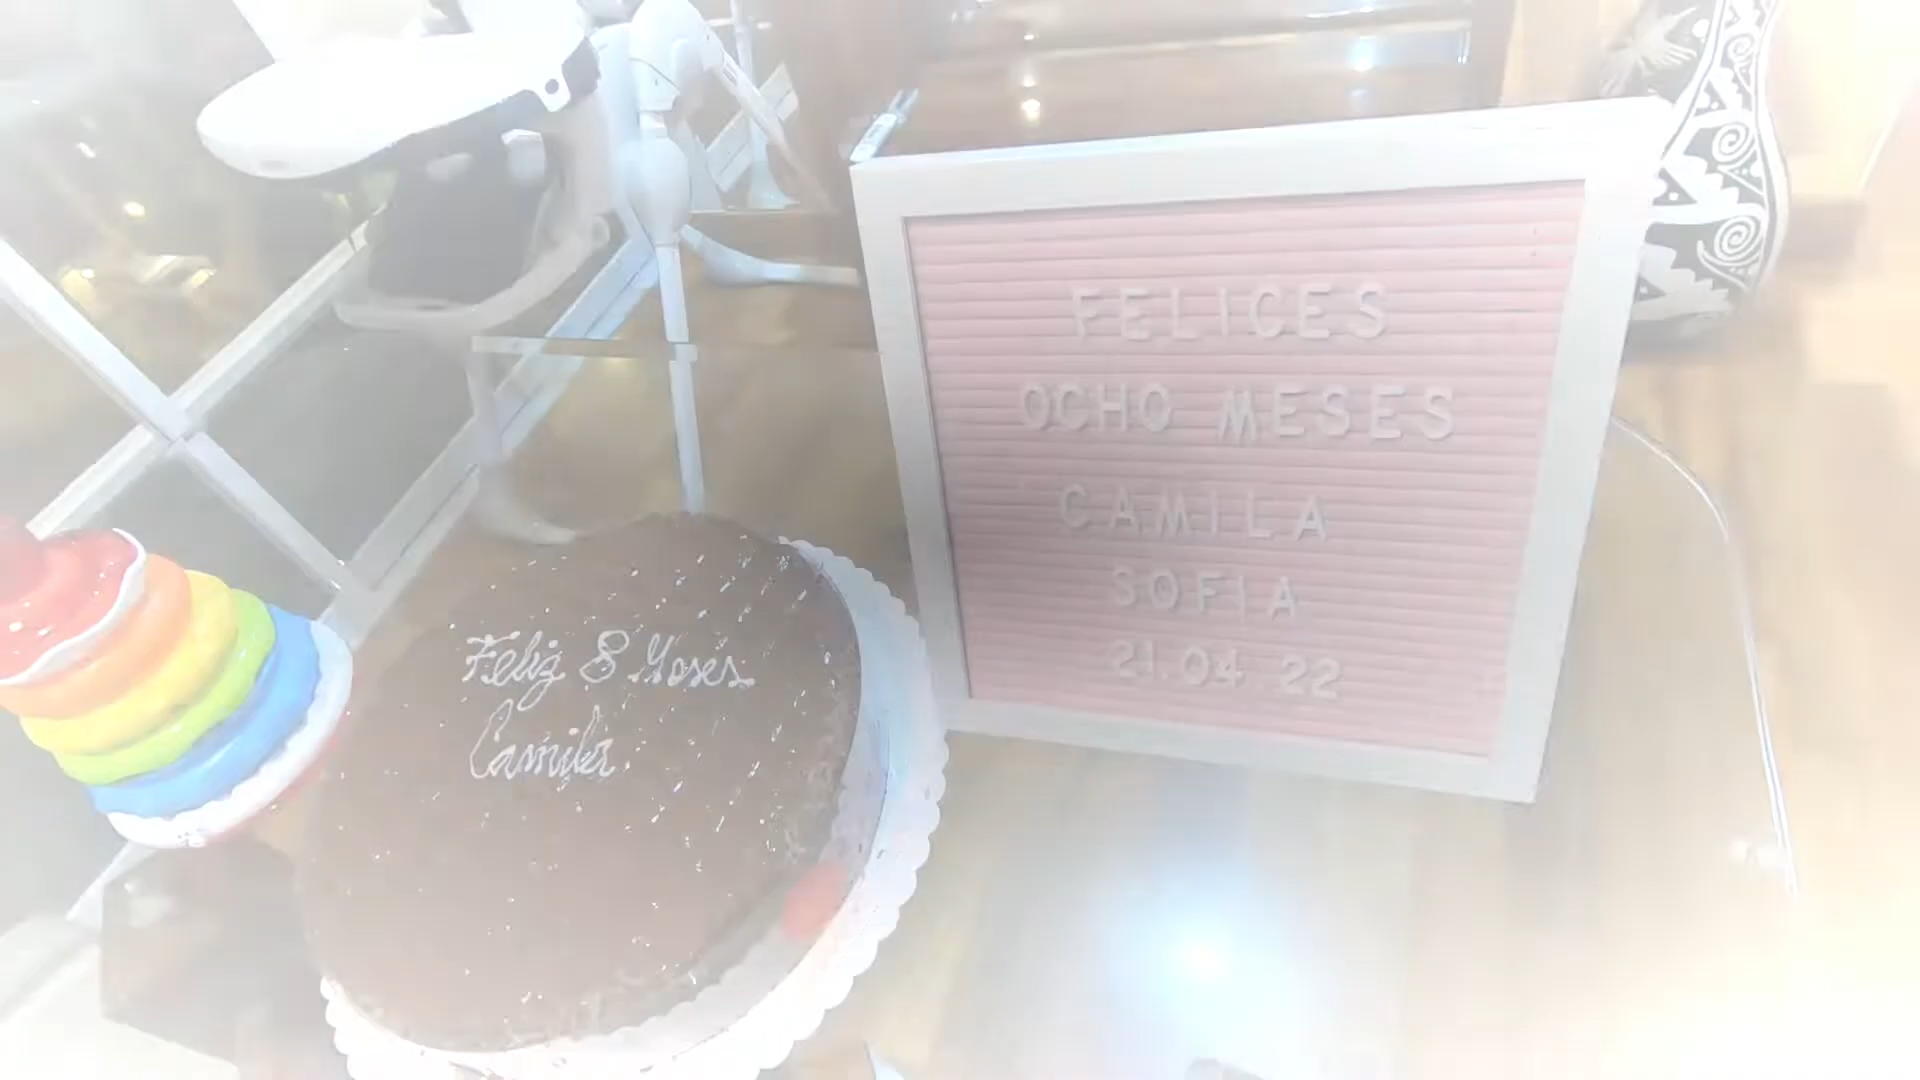 FELICES
OCHO MESES
CAMILA
SOFIA
21.04.22
Feliz 8 Meses
Camila